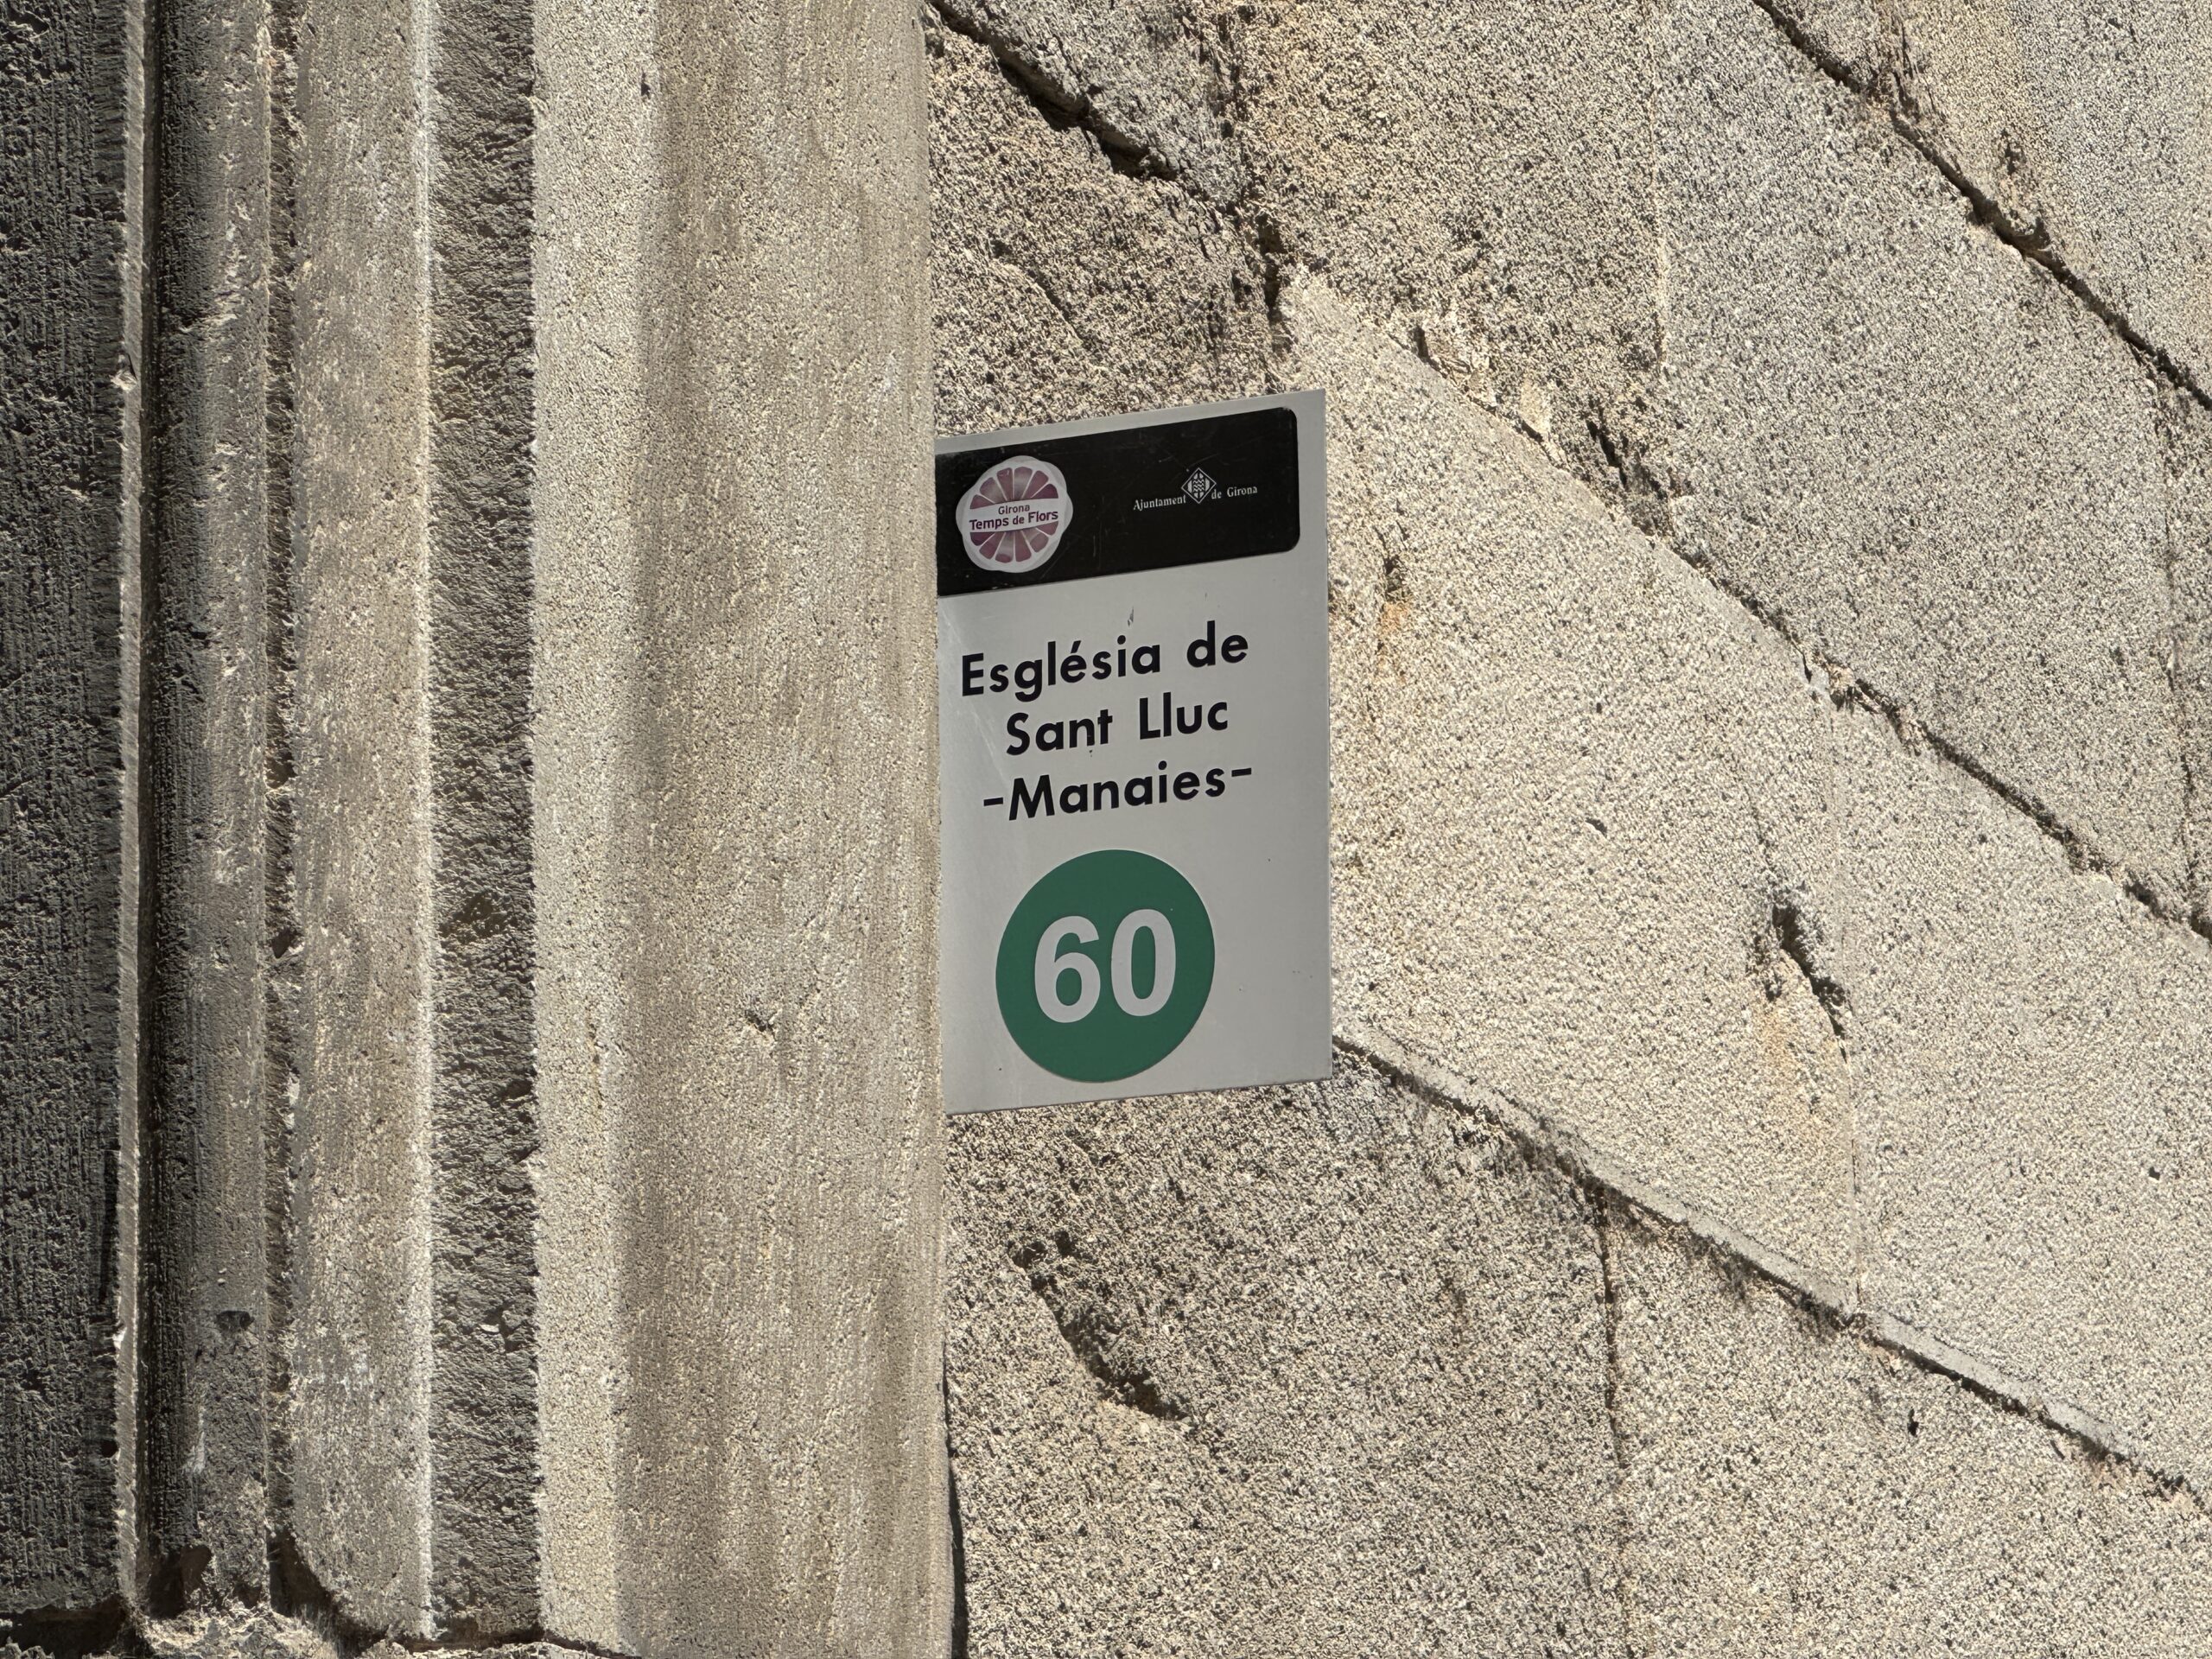 Girona
Temps de Flors
Ajuntament de Girona
Església de
Sant Lluc
-Manaies-
60